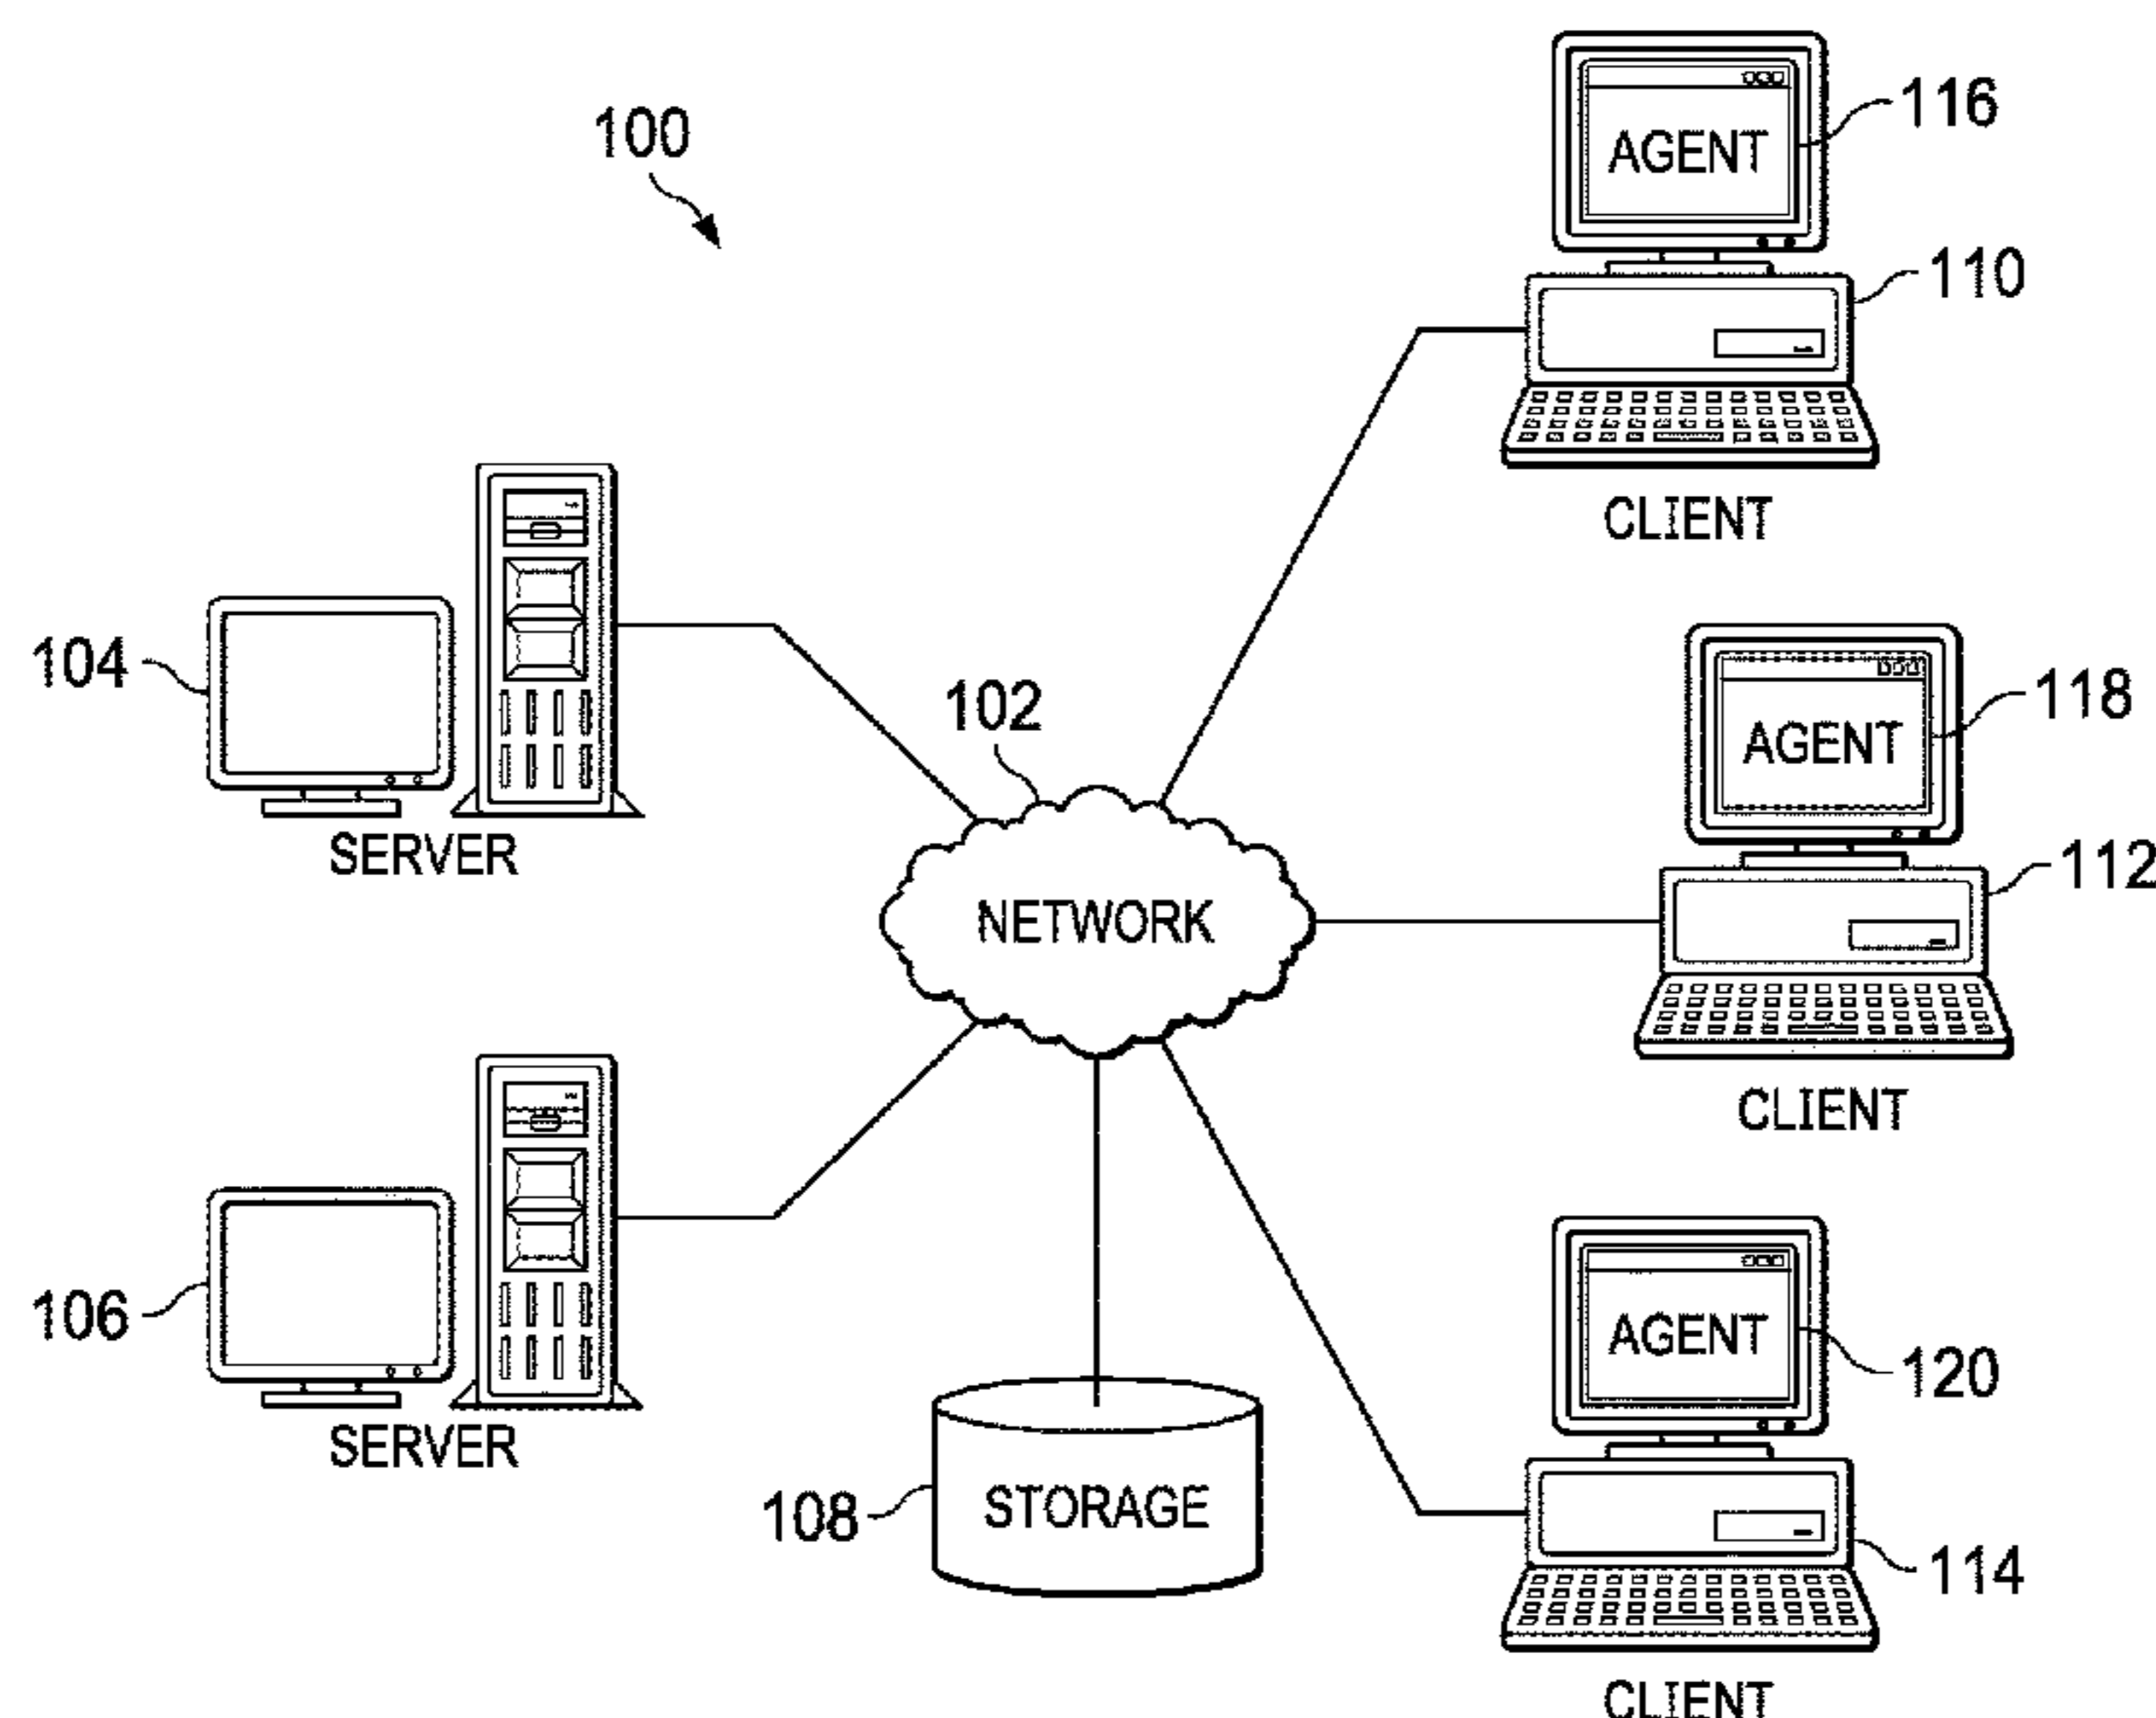 100
AGENT
116
110
CLIENT
104
SERVER
102
NETWORK
AGENT
118
112
CLIENT
106
SERVER
108
STORAGE
AGENT
120
114
CLIENT